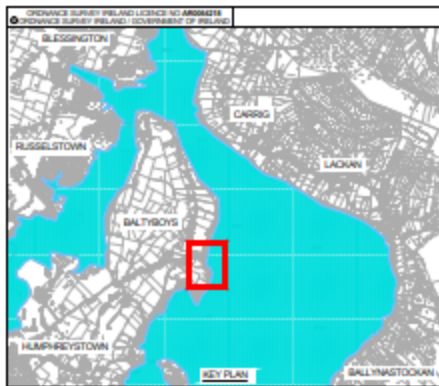 ORDNANCE SURVEY IRELAND LICENCE NO AR0064218
ORDNANCE SURVEY IRELAND / GOVERNMENT OF IRELAND
BLESSINGTON
CARRIG
RUSSELSTOWN
LACKAN
BALTYBOYS
HUMPHREYSTOWN
KEY PLAN
BALLYNASTOCKAN